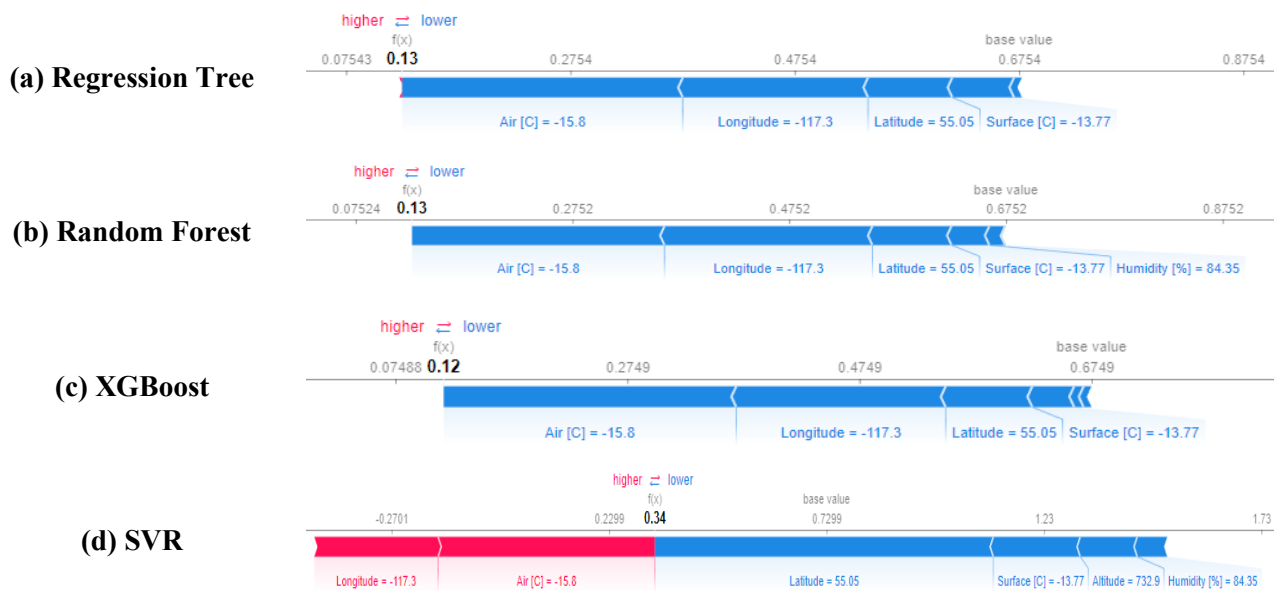 higher ⇄ lower
f(x)
base value
0.07543 0.13 0.2754 0.4754 0.6754 0.8754
(a) Regression Tree
Air [C] = -15.8 Longitude = -117.3 Latitude = 55.05 Surface [C] = -13.77
higher ⇄ lower
f(x)
base value
0.07524 0.13 0.2752 0.4752 0.6752 0.8752
(b) Random Forest
Air [C] = -15.8 Longitude = -117.3 Latitude = 55.05 Surface [C] = -13.77 Humidity [%] = 84.35
higher ⇄ lower
f(x)
base value
0.07488 0.12 0.2749 0.4749 0.6749
(c) XGBoost
Air [C] = -15.8 Longitude = -117.3 Latitude = 55.05 Surface [C] = -13.77
higher ⇄ lower
f(x)
base value
-0.2701 0.2299 0.34 0.7299 1.23 1.73
(d) SVR
Longitude = -117.3 Air [C] = -15.8 Latitude = 55.05 Surface [C] = -13.77 Altitude = 732.9 Humidity [%] = 84.35